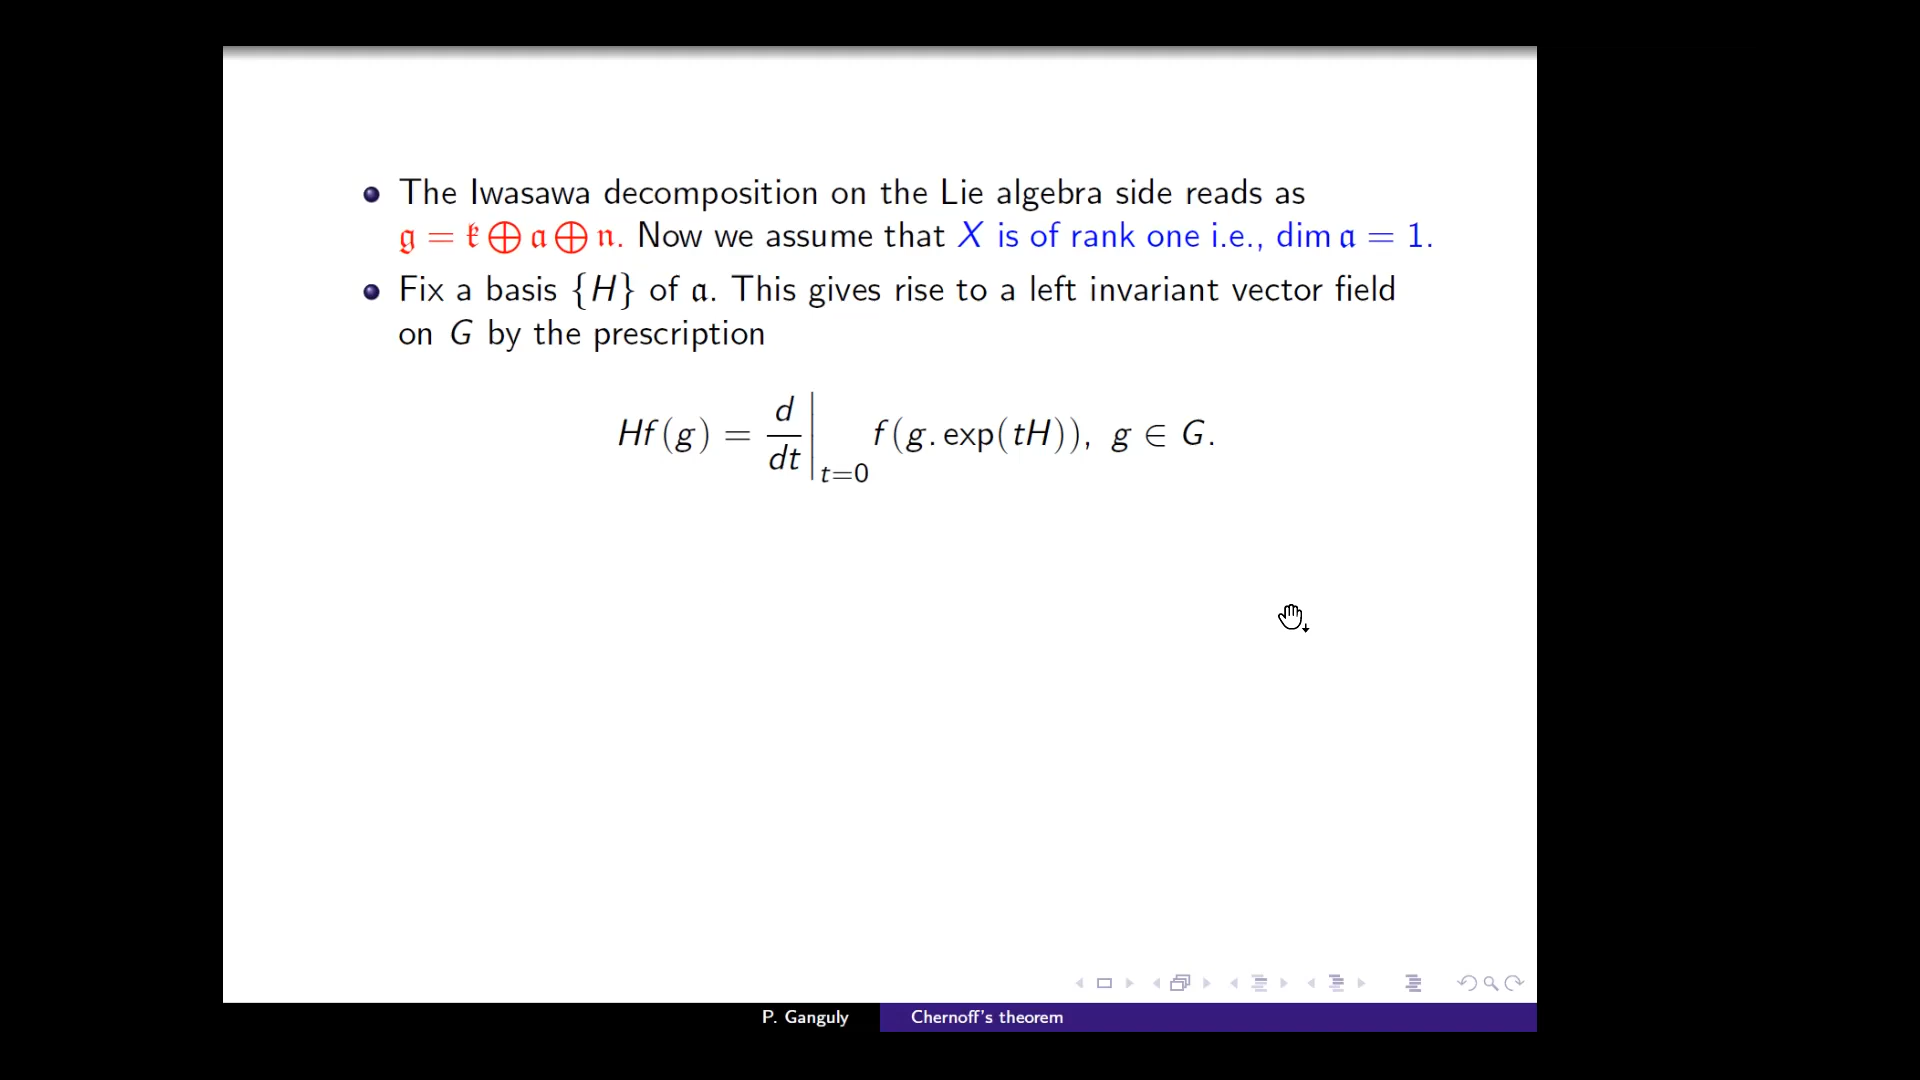 The Iwasawa decomposition on the Lie algebra side reads as
𝔤 = 𝔨 ⨁ 𝔞 ⨁ 𝔫. Now we assume that X is of rank one i.e., dim 𝔞 = 1.
Fix a basis {H} of 𝔞. This gives rise to a left invariant vector field
on G by the prescription
Hf(g) = d/dt|_{t=0} f(g.exp(tH)), g ∈ G.
P. Ganguly Chernoff's theorem